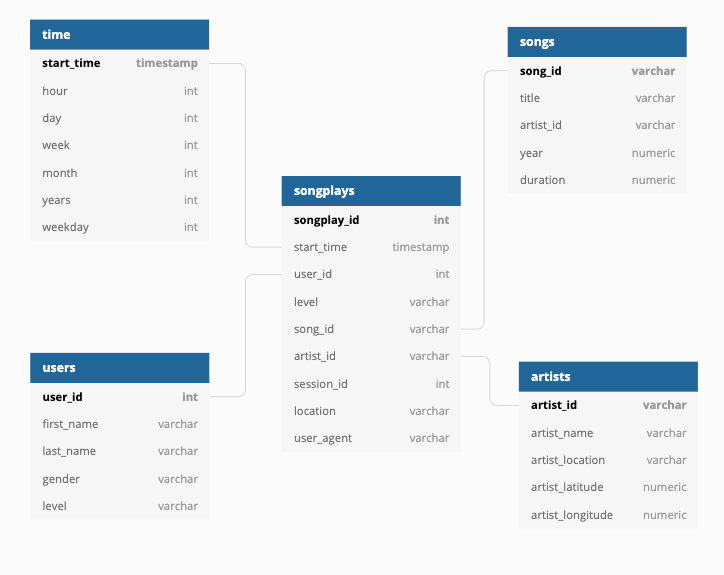 time
start_time timestamp
hour int
day int
week int
month int
years int
weekday int
songs
song_id varchar
title varchar
artist_id varchar
year numeric
duration numeric
songplays
songplay_id int
start_time timestamp
user_id int
level varchar
song_id varchar
artist_id varchar
session_id int
location varchar
user_agent varchar
users
user_id int
first_name varchar
last_name varchar
gender varchar
level varchar
artists
artist_id varchar
artist_name varchar
artist_location varchar
artist_latitude numeric
artist_longitude numeric